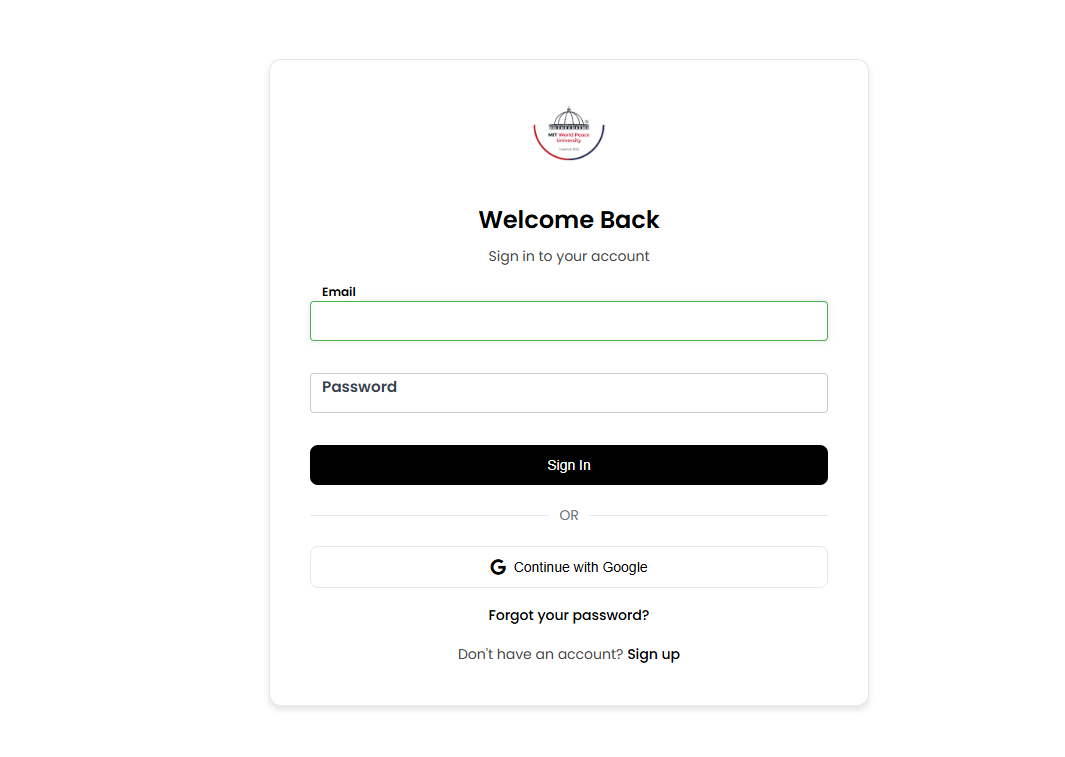 MIT World Peace
University
Welcome Back
Sign in to your account
Email
Password
Sign In
OR
Continue with Google
Forgot your password?
Don't have an account? Sign up